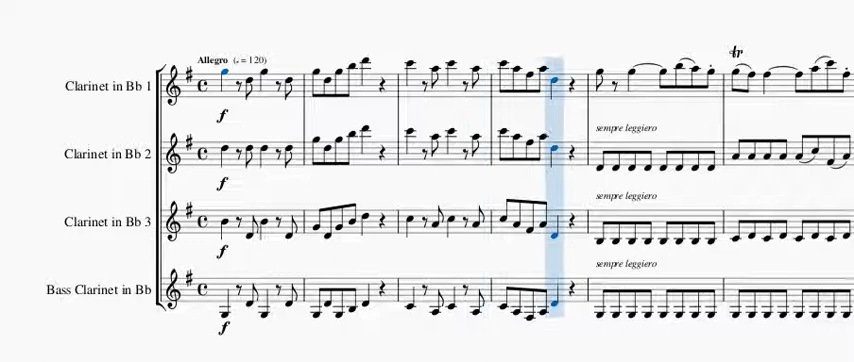 Allegro (♩ = 120)
Clarinet in Bb 1
f
tr
Clarinet in Bb 2
f
sempre leggiero
Clarinet in Bb 3
f
sempre leggiero
Bass Clarinet in Bb
f
sempre leggiero